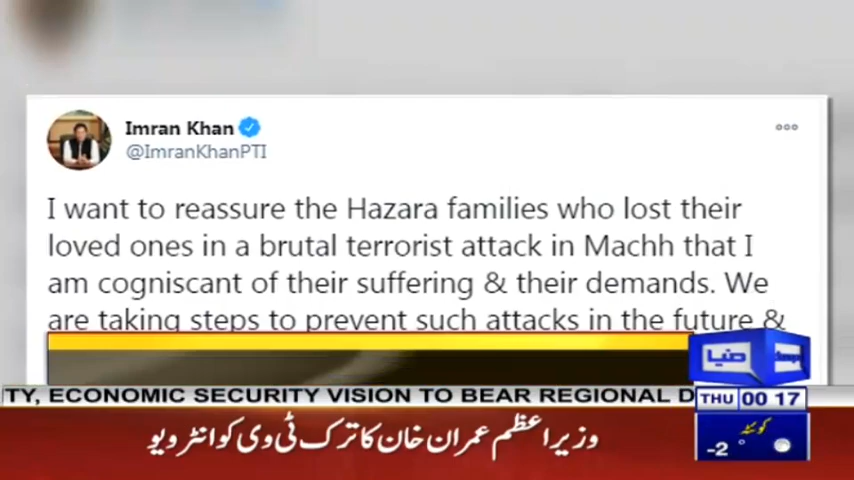 Imran Khan
@ImranKhanPTI
I want to reassure the Hazara families who lost their
loved ones in a brutal terrorist attack in Machh that I
am cogniscant of their suffering & their demands. We
are taking steps to prevent such attacks in the future &
دنیا
TY, ECONOMIC SECURITY VISION TO BEAR REGIONAL D
THU 00 17
وزیراعظم عمران خان کا ترک ٹی وی کو انٹرویو
کوئٹہ
-2°